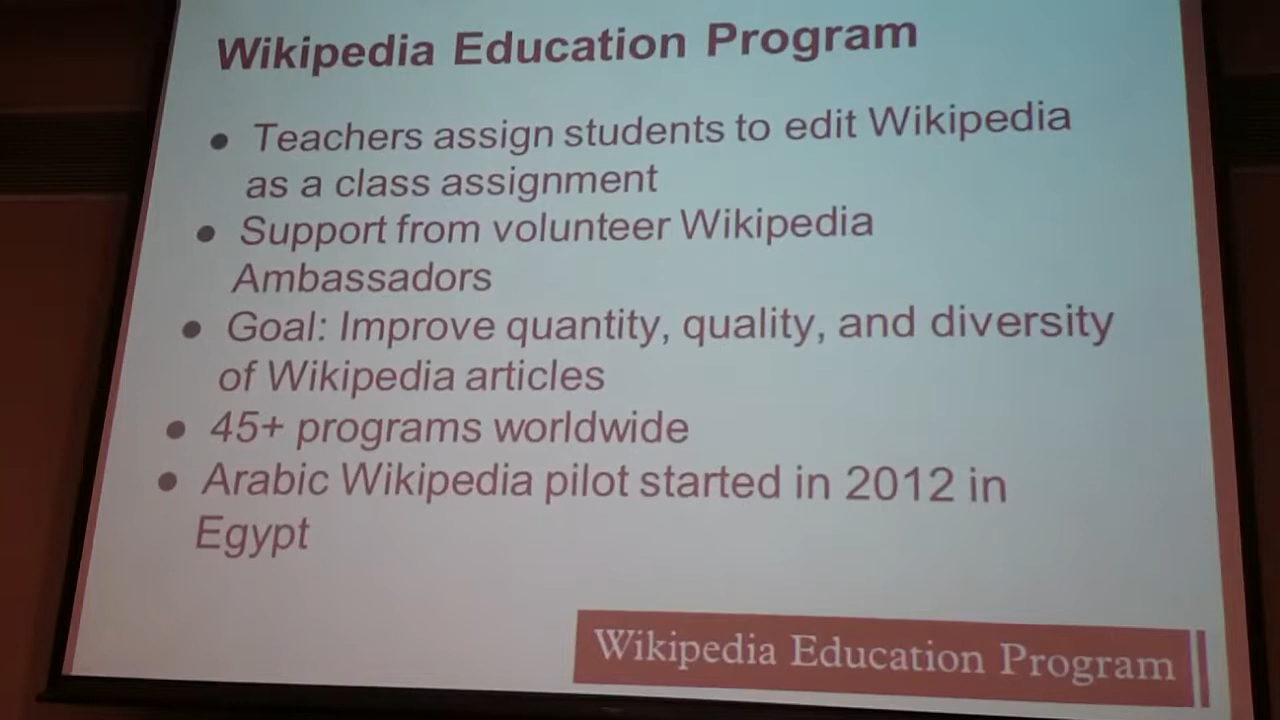 Wikipedia Education Program
● Teachers assign students to edit Wikipedia
as a class assignment
● Support from volunteer Wikipedia
Ambassadors
● Goal: Improve quantity, quality, and diversity
of Wikipedia articles
● 45+ programs worldwide
● Arabic Wikipedia pilot started in 2012 in
Egypt
Wikipedia Education Program